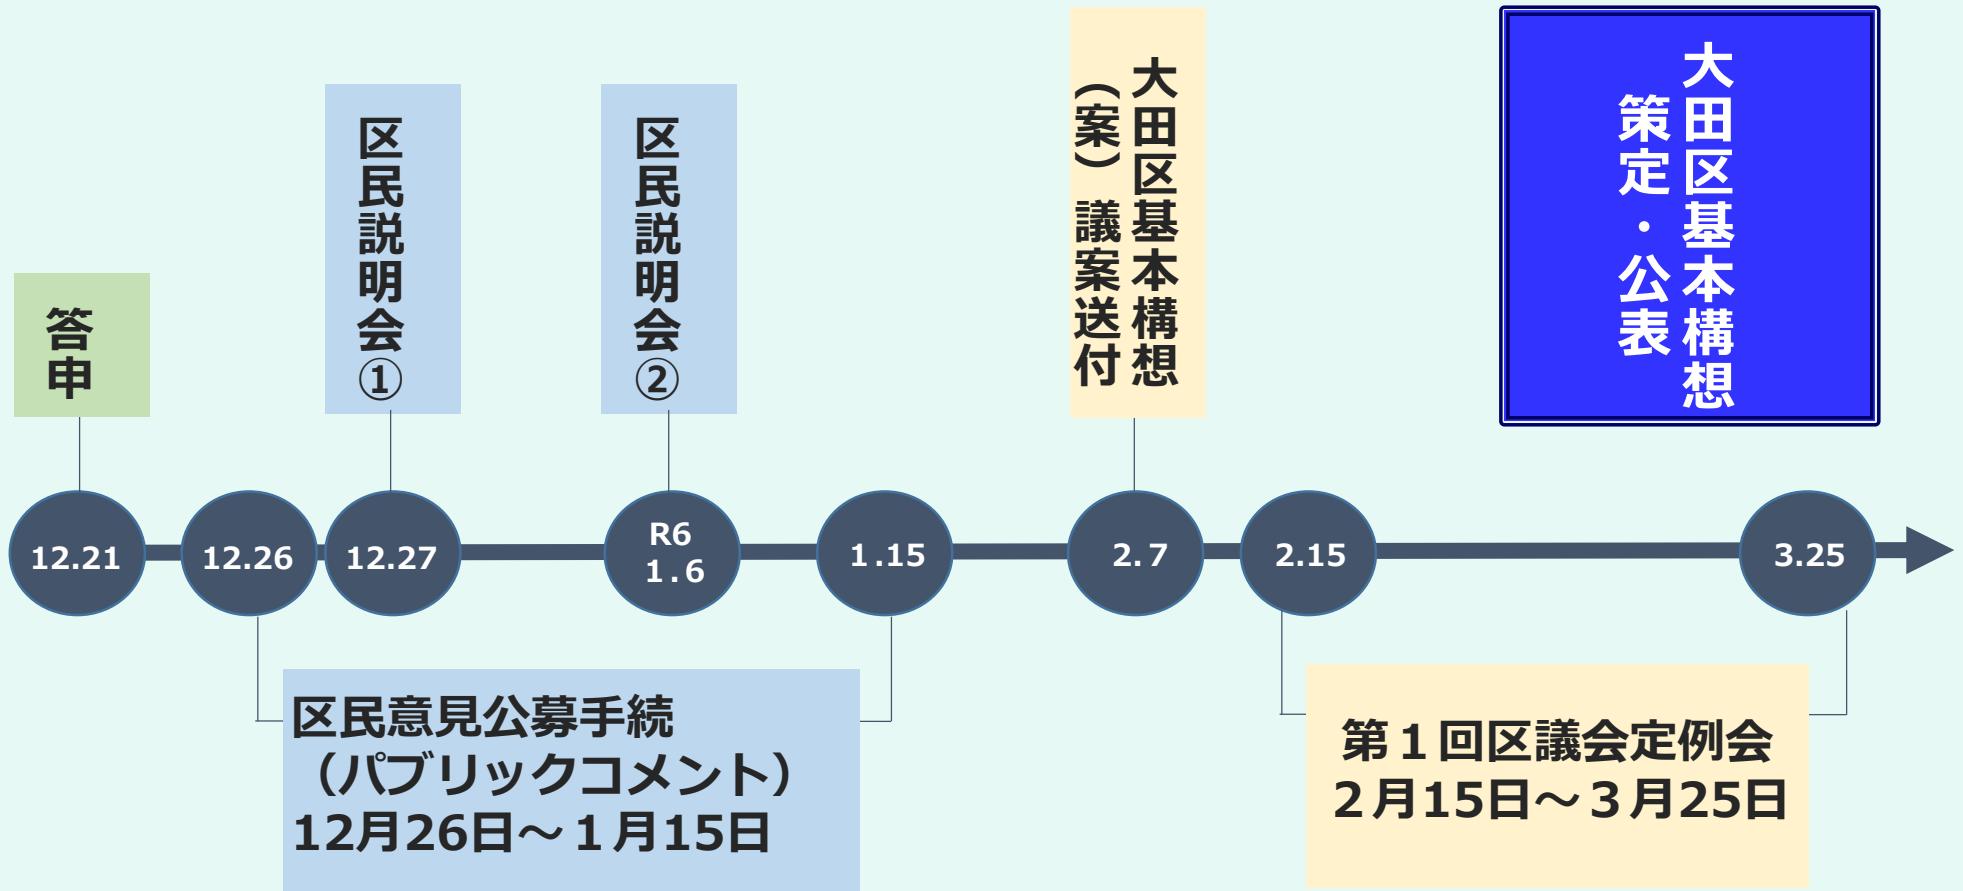 答申
区民説明会①
区民説明会②
大田区基本構想
（案）議案送付
大田区基本構想
策定・公表
12.21
12.26
12.27
R6
1.6
1.15
2.7
2.15
3.25
区民意見公募手続
（パブリックコメント）
12月26日～１月15日
第１回区議会定例会
２月15日～３月25日